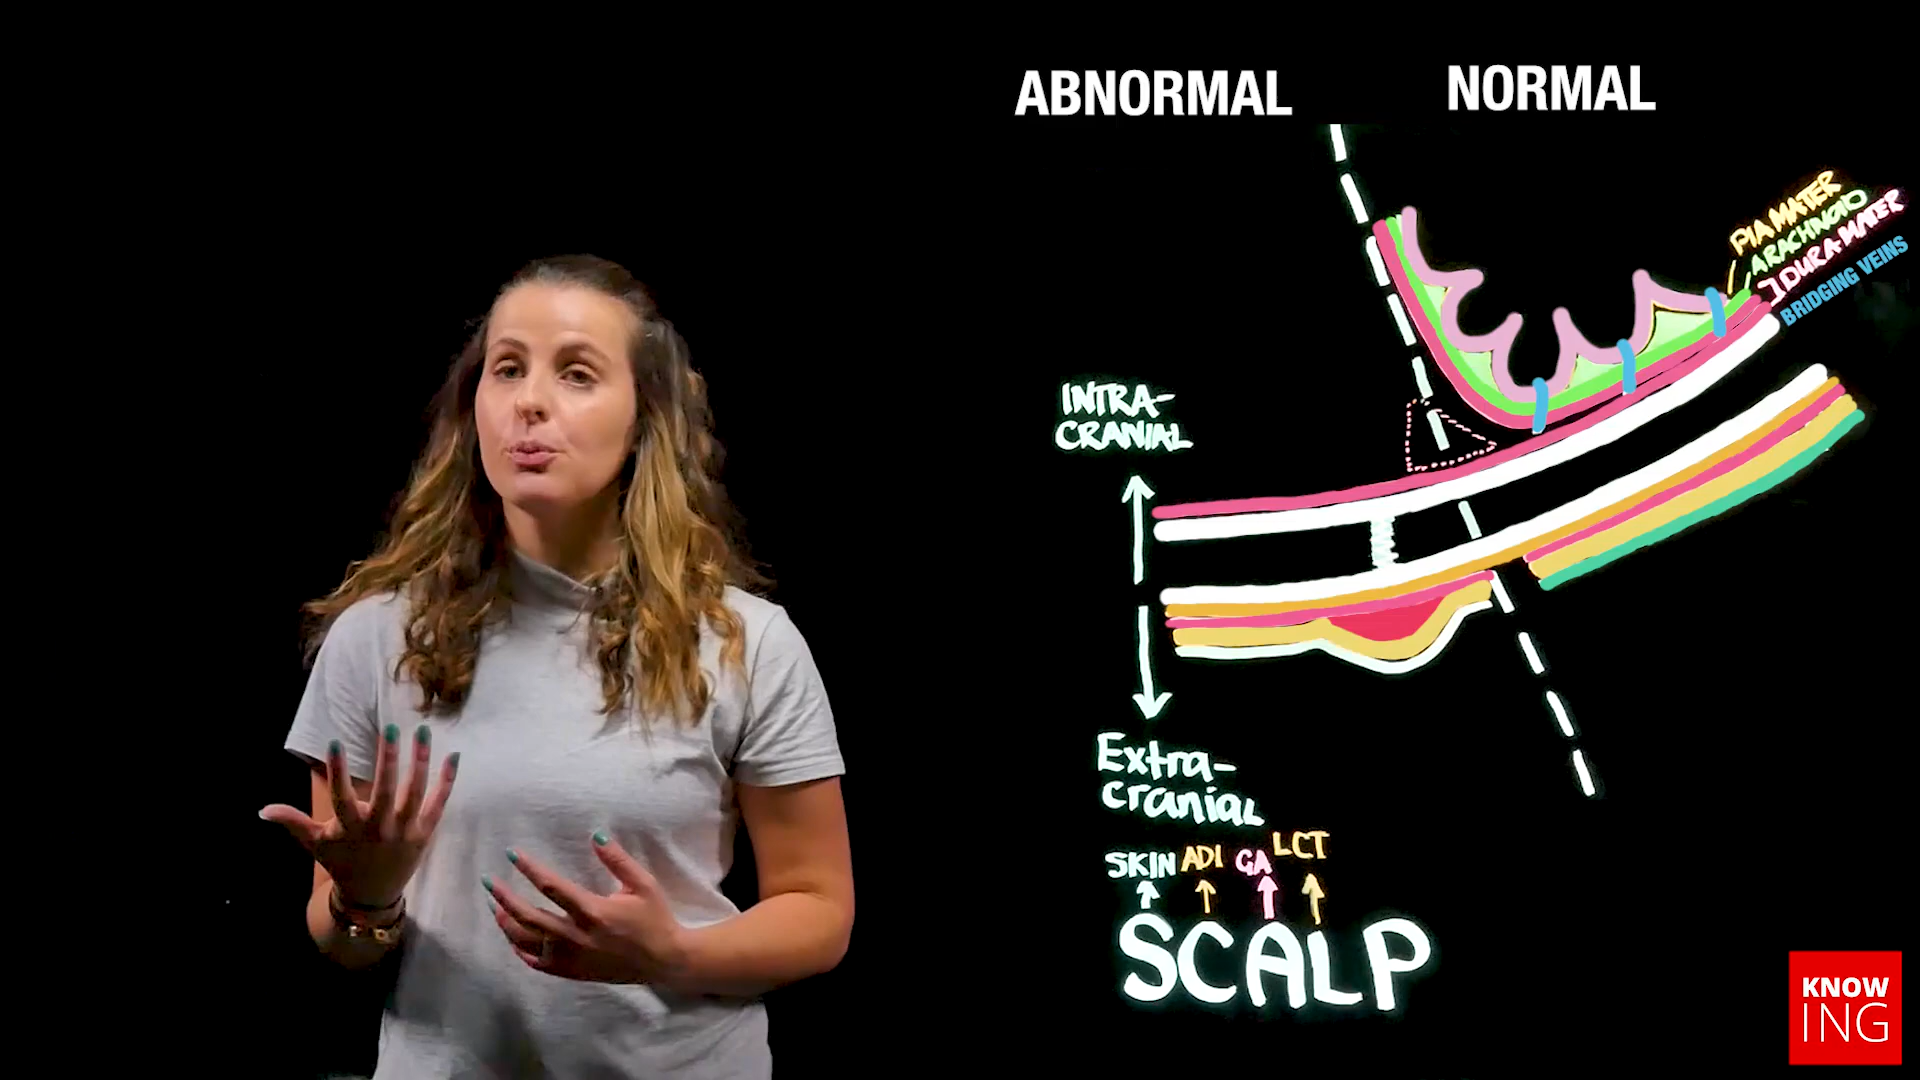 ABNORMAL
NORMAL
PIA MATER
ARACHNOID
DURA MATER
BRIDGING VEINS
INTRA-
CRANIAL
Extra-
cranial
SKIN ADI GA LCT
SCALP
KNOW
ING